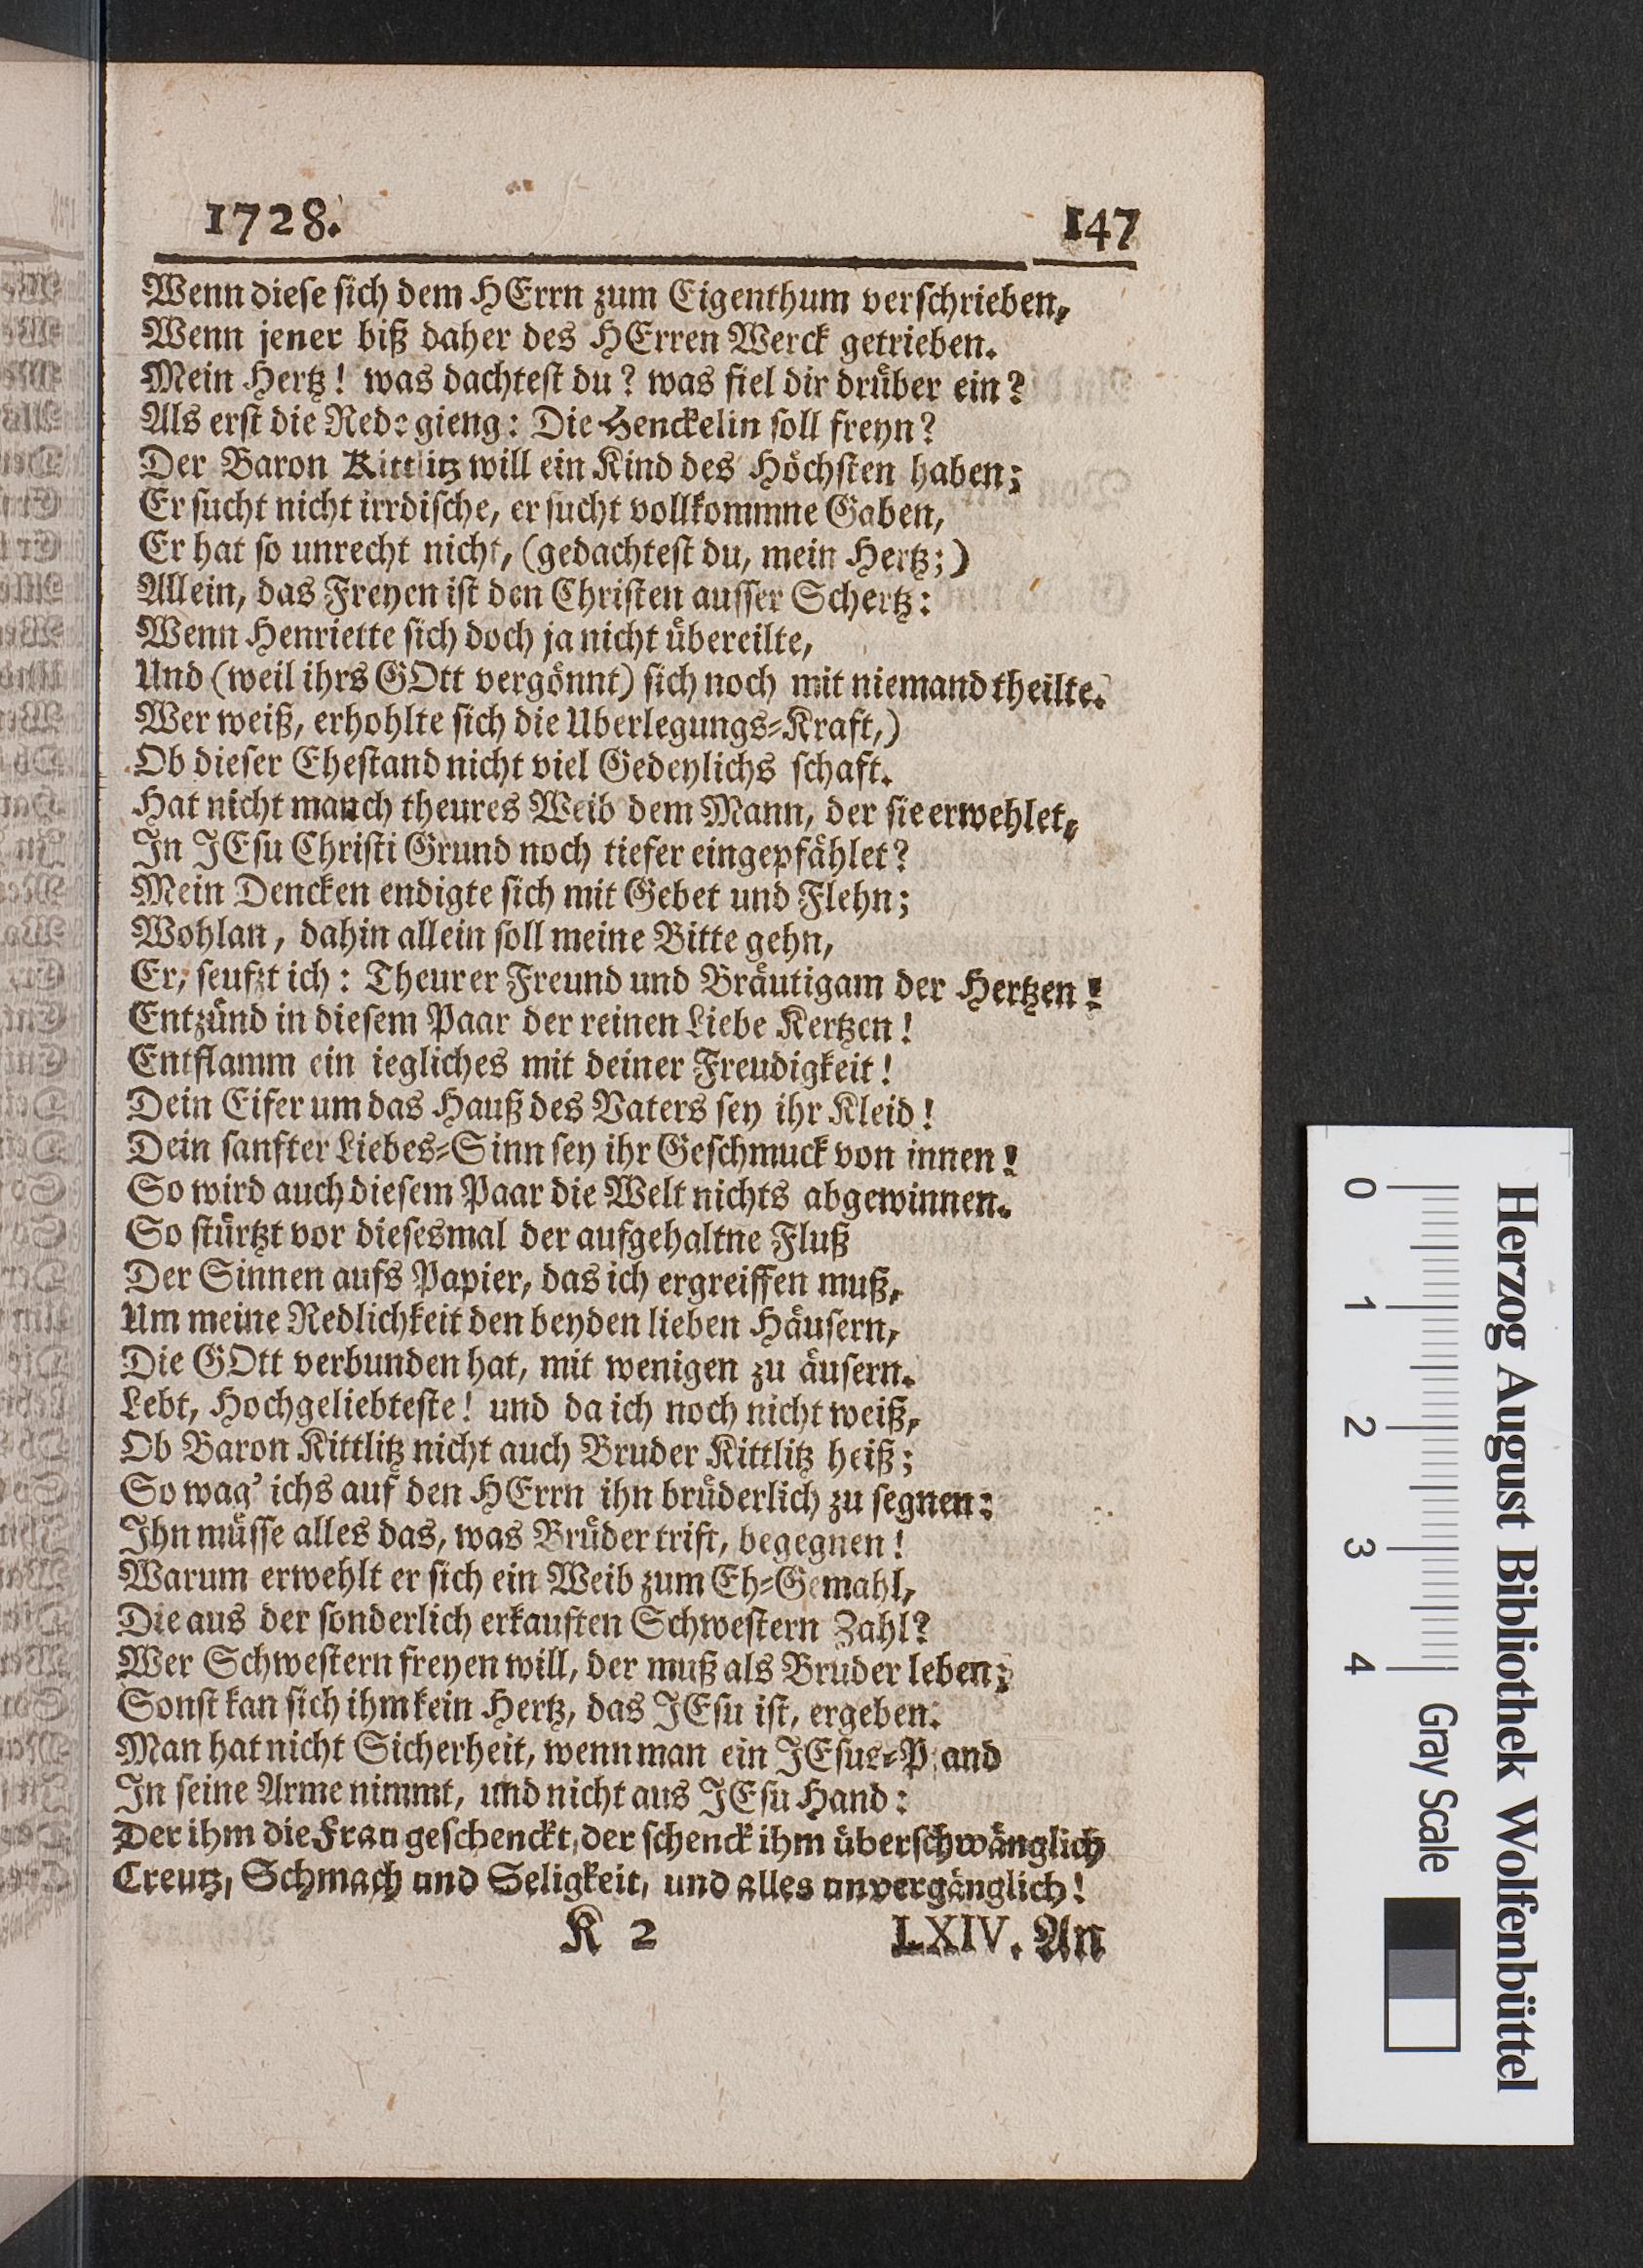 1728. 147
Wenn diese sich dem HErrn zum Eigenthum verschrieben,
Wenn jener biß daher des HErren Werck getrieben.
Mein Hertz! was dachtest du? was fiel dir drüber ein?
Als erst die Rede gieng: Die Henckelin soll freyn?
Der Baron Kittlitz will ein Kind des Höchsten haben;
Er sucht nicht irrdische, er sucht vollkommne Gaben,
Er hat so unrecht nicht, (gedachtest du, mein Hertz;)
Allein, das Freyen ist den Christen ausser Schertz:
Wenn Henriette sich doch ja nicht übereilte,
Und (weil ihrs GOtt vergönnt) sich noch mit niemand theilte.
Wer weiß, erhohlte sich die Uberlegungs-Kraft,)
Ob dieser Ehestand nicht viel Gedeylichs schaft.
Hat nicht manch theures Weib dem Mann, der sie erwehlet,
In JEsu Christi Grund noch tiefer eingepfählet?
Mein Dencken endigte sich mit Gebet und Flehn;
Wohlan, dahin allein soll meine Bitte gehn,
Er, seufzt ich: Theurer Freund und Bräutigam der Hertzen!
Entzünd in diesem Paar der reinen Liebe Kertzen!
Entflamm ein iegliches mit deiner Freudigkeit!
Dein Eifer um das Hauß des Vaters sey ihr Kleid!
Dein sanfter Liebes-Sinn sey ihr Geschmuck von innen!
So wird auch diesem Paar die Welt nichts abgewinnen.
So stürtzt vor diesesmal der aufgehaltne Fluß
Der Sinnen aufs Papier, das ich ergreiffen muß,
Um meine Redlichkeit den beyden lieben Häusern,
Die GOtt verbunden hat, mit wenigen zu äusern.
Lebt, Hochgeliebteste! und da ich noch nicht weiß,
Ob Baron Kittlitz nicht auch Bruder Kittlitz heiß;
So wag' ichs auf den HErrn ihn brüderlich zu segnen:
Ihn müsse alles das, was Brüder trift, begegnen!
Warum erwehlt er sich ein Weib zum Eh-Gemahl,
Die aus der sonderlich erkauften Schwestern Zahl?
Wer Schwestern freyen will, der muß als Bruder leben;
Sonst kan sich ihm kein Hertz, das JEsu ist, ergeben.
Man hat nicht Sicherheit, wenn man ein JEsus-Pfand
In seine Arme nimmt, und nicht aus JEsu Hand:
Der ihm die Frau geschenckt, der schenck ihm überschwänglich
Creutz, Schmach und Seligkeit, und alles unvergänglich!
K 2 LXIV. An
Herzog August Bibliothek Wolfenbüttel
0 1 2 3 4 Gray Scale